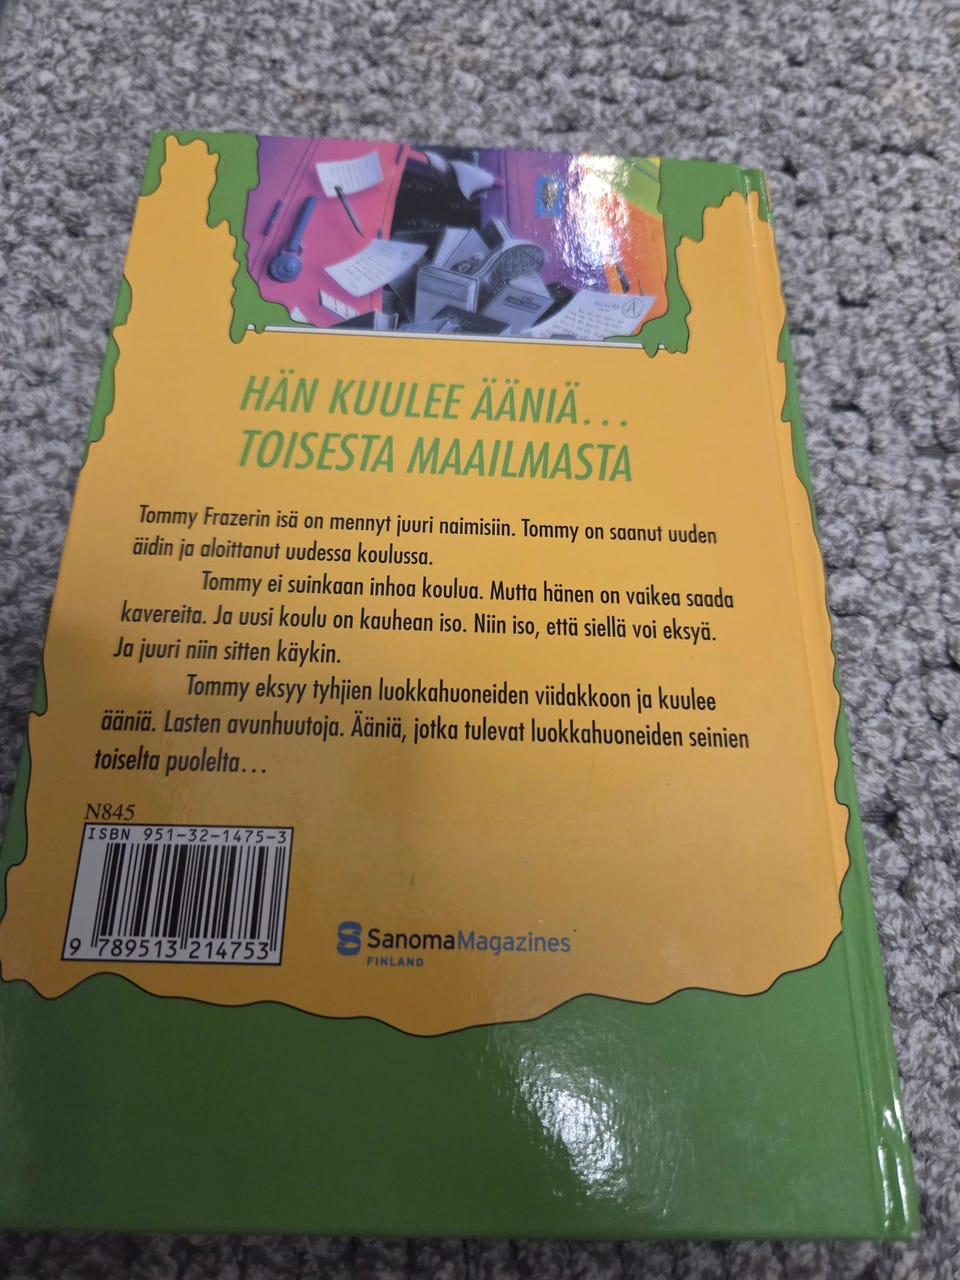 HÄN KUULEE ÄÄNIÄ...
TOISESTA MAAILMASTA
Tommy Frazerin isä on mennyt juuri naimisiin. Tommy on saanut uuden
äidin ja aloittanut uudessa koulussa.
Tommy ei suinkaan inhoa koulua. Mutta hänen on vaikea saada
kavereita. Ja uusi koulu on kauhean iso. Niin iso, että siellä voi eksyä.
Ja juuri niin sitten käykin.
Tommy eksyy tyhjien luokkahuoneiden viidakkoon ja kuulee
ääniä. Lasten avunhuutoja. Ääniä, jotka tulevat luokkahuoneiden seinien
toiselta puolelta...
N845
ISBN 951-32-1475-3
9 789513 214753
SanomaMagazines
FINLAND
A